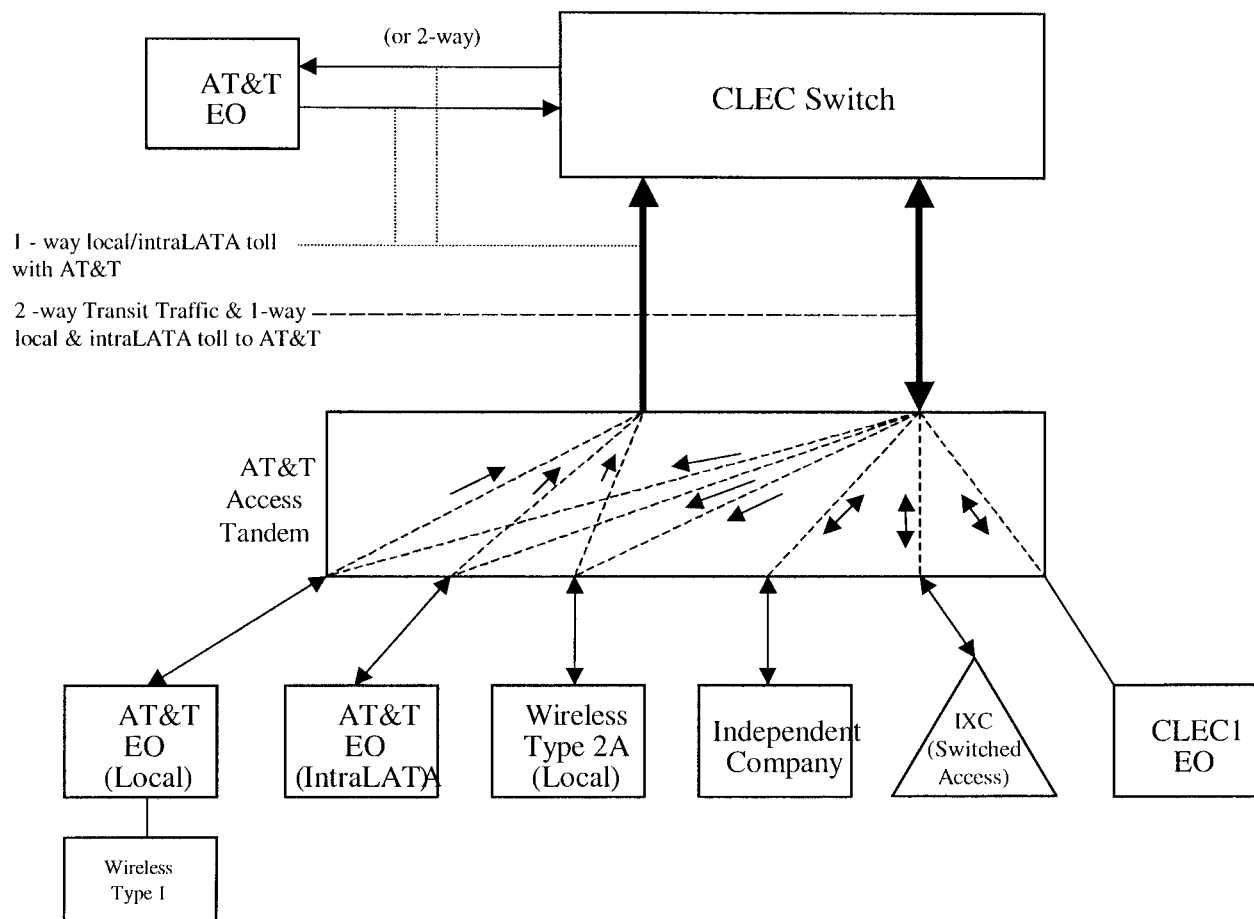 (or 2-way)
AT&T
EO
CLEC Switch
1 - way local/intraLATA toll
with AT&T
2 -way Transit Traffic & 1-way
local & intraLATA toll to AT&T
AT&T
Access
Tandem
AT&T
EO
(Local)
AT&T
EO
(IntraLATA)
Wireless
Type 2A
(Local)
Independent
Company
IXC
(Switched
Access)
CLEC1
EO
Wireless
Type 1